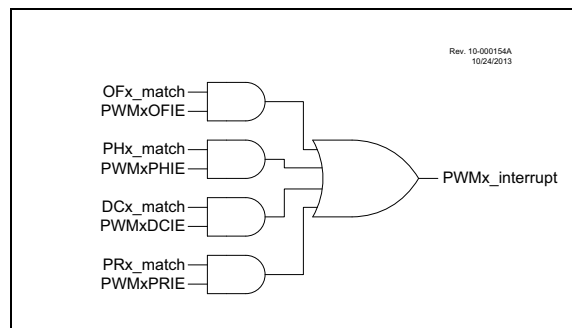 Rev. 10-000154A
10/24/2013
OFx_match
PWMxOFIE
PHx_match
PWMxPHIE
PWMx_interrupt
DCx_match
PWMxDCIE
PRx_match
PWMxPRIE